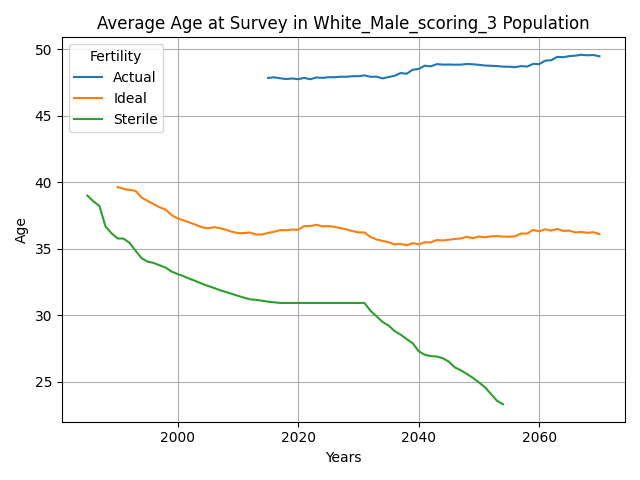 Average Age at Survey in White_Male_scoring_3 Population
Fertility
Actual
Ideal
Sterile
50
45
40
35
30
25
Age
2000 2020 2040 2060
Years